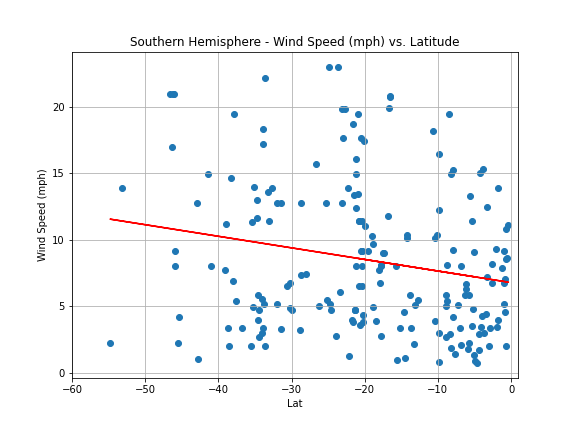 Southern Hemisphere - Wind Speed (mph) vs. Latitude
20
15
10
5
0
Wind Speed (mph)
−60 −50 −40 −30 −20 −10 0
Lat